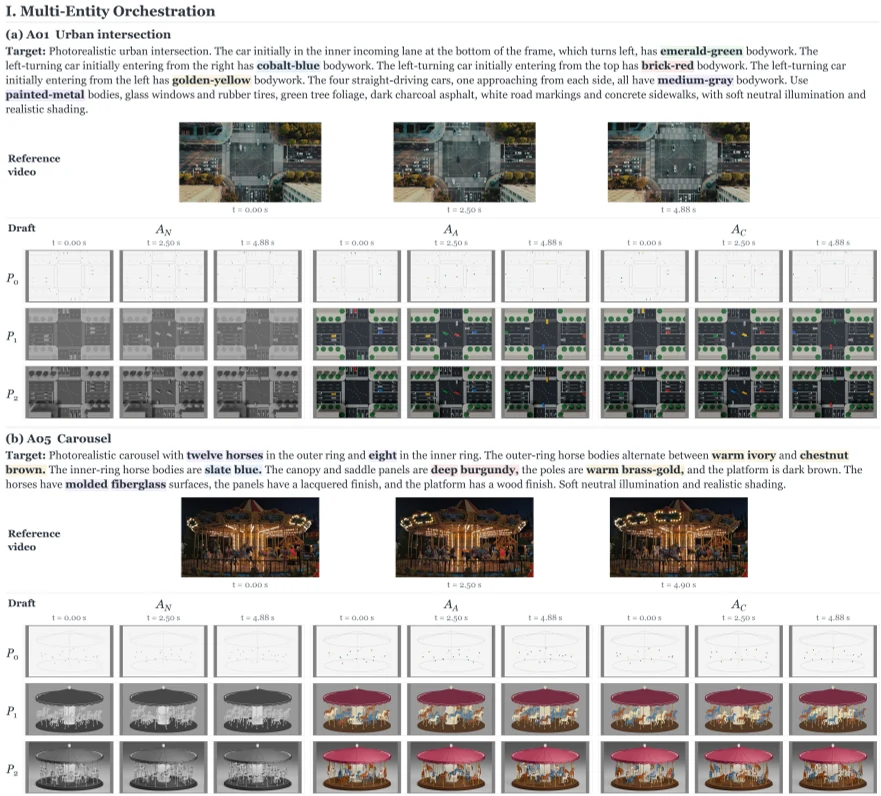 I. Multi-Entity Orchestration
(a) A01 Urban intersection
Target: Photorealistic urban intersection. The car initially in the inner incoming lane at the bottom of the frame, which turns left, has emerald-green bodywork. The
left-turning car initially entering from the right has cobalt-blue bodywork. The left-turning car initially entering from the top has brick-red bodywork. The left-turning car
initially entering from the left has golden-yellow bodywork. The four straight-driving cars, one approaching from each side, all have medium-gray bodywork. Use
painted-metal bodies, glass windows and rubber tires, green tree foliage, dark charcoal asphalt, white road markings and concrete sidewalks, with soft neutral illumination and
realistic shading.
Reference
video
t = 0.00 s t = 2.50 s t = 4.88 s
Draft A_N A_A A_C
t = 0.00 s t = 2.50 s t = 4.88 s t = 0.00 s t = 2.50 s t = 4.88 s t = 0.00 s t = 2.50 s t = 4.88 s
P_0
P_1
P_2
(b) A05 Carousel
Target: Photorealistic carousel with twelve horses in the outer ring and eight in the inner ring. The outer-ring horse bodies alternate between warm ivory and chestnut
brown. The inner-ring horse bodies are slate blue. The canopy and saddle panels are deep burgundy, the poles are warm brass-gold, and the platform is dark brown. The
horses have molded fiberglass surfaces, the panels have a lacquered finish, and the platform has a wood finish. Soft neutral illumination and realistic shading.
Reference
video
t = 0.00 s t = 2.50 s t = 4.90 s
Draft A_N A_A A_C
t = 0.00 s t = 2.50 s t = 4.88 s t = 0.00 s t = 2.50 s t = 4.88 s t = 0.00 s t = 2.50 s t = 4.88 s
P_0
P_1
P_2